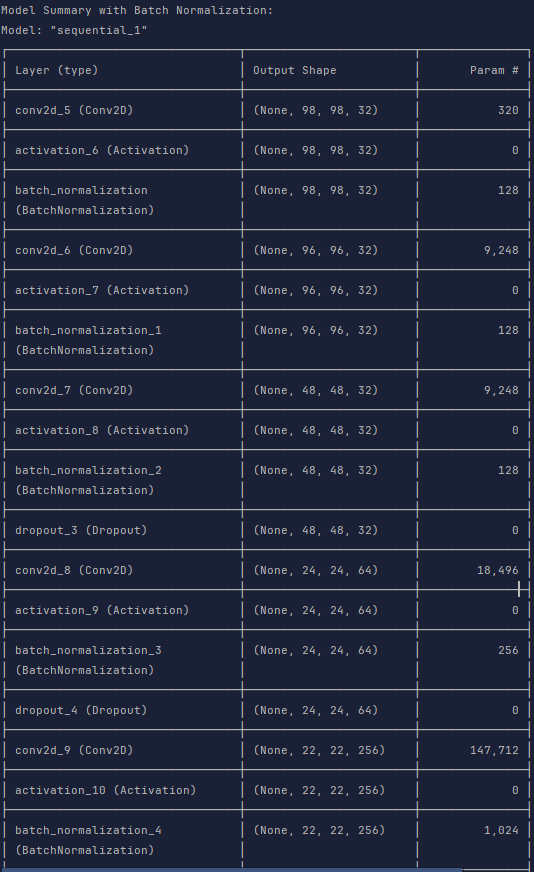 Model Summary with Batch Normalization:
Model: "sequential_1"
Layer (type) Output Shape Param #
conv2d_5 (Conv2D) (None, 98, 98, 32) 320
activation_6 (Activation) (None, 98, 98, 32) 0
batch_normalization (None, 98, 98, 32) 128
(BatchNormalization)
conv2d_6 (Conv2D) (None, 96, 96, 32) 9,248
activation_7 (Activation) (None, 96, 96, 32) 0
batch_normalization_1 (None, 96, 96, 32) 128
(BatchNormalization)
conv2d_7 (Conv2D) (None, 48, 48, 32) 9,248
activation_8 (Activation) (None, 48, 48, 32) 0
batch_normalization_2 (None, 48, 48, 32) 128
(BatchNormalization)
dropout_3 (Dropout) (None, 48, 48, 32) 0
conv2d_8 (Conv2D) (None, 24, 24, 64) 18,496
activation_9 (Activation) (None, 24, 24, 64) 0
batch_normalization_3 (None, 24, 24, 64) 256
(BatchNormalization)
dropout_4 (Dropout) (None, 24, 24, 64) 0
conv2d_9 (Conv2D) (None, 22, 22, 256) 147,712
activation_10 (Activation) (None, 22, 22, 256) 0
batch_normalization_4 (None, 22, 22, 256) 1,024
(BatchNormalization)